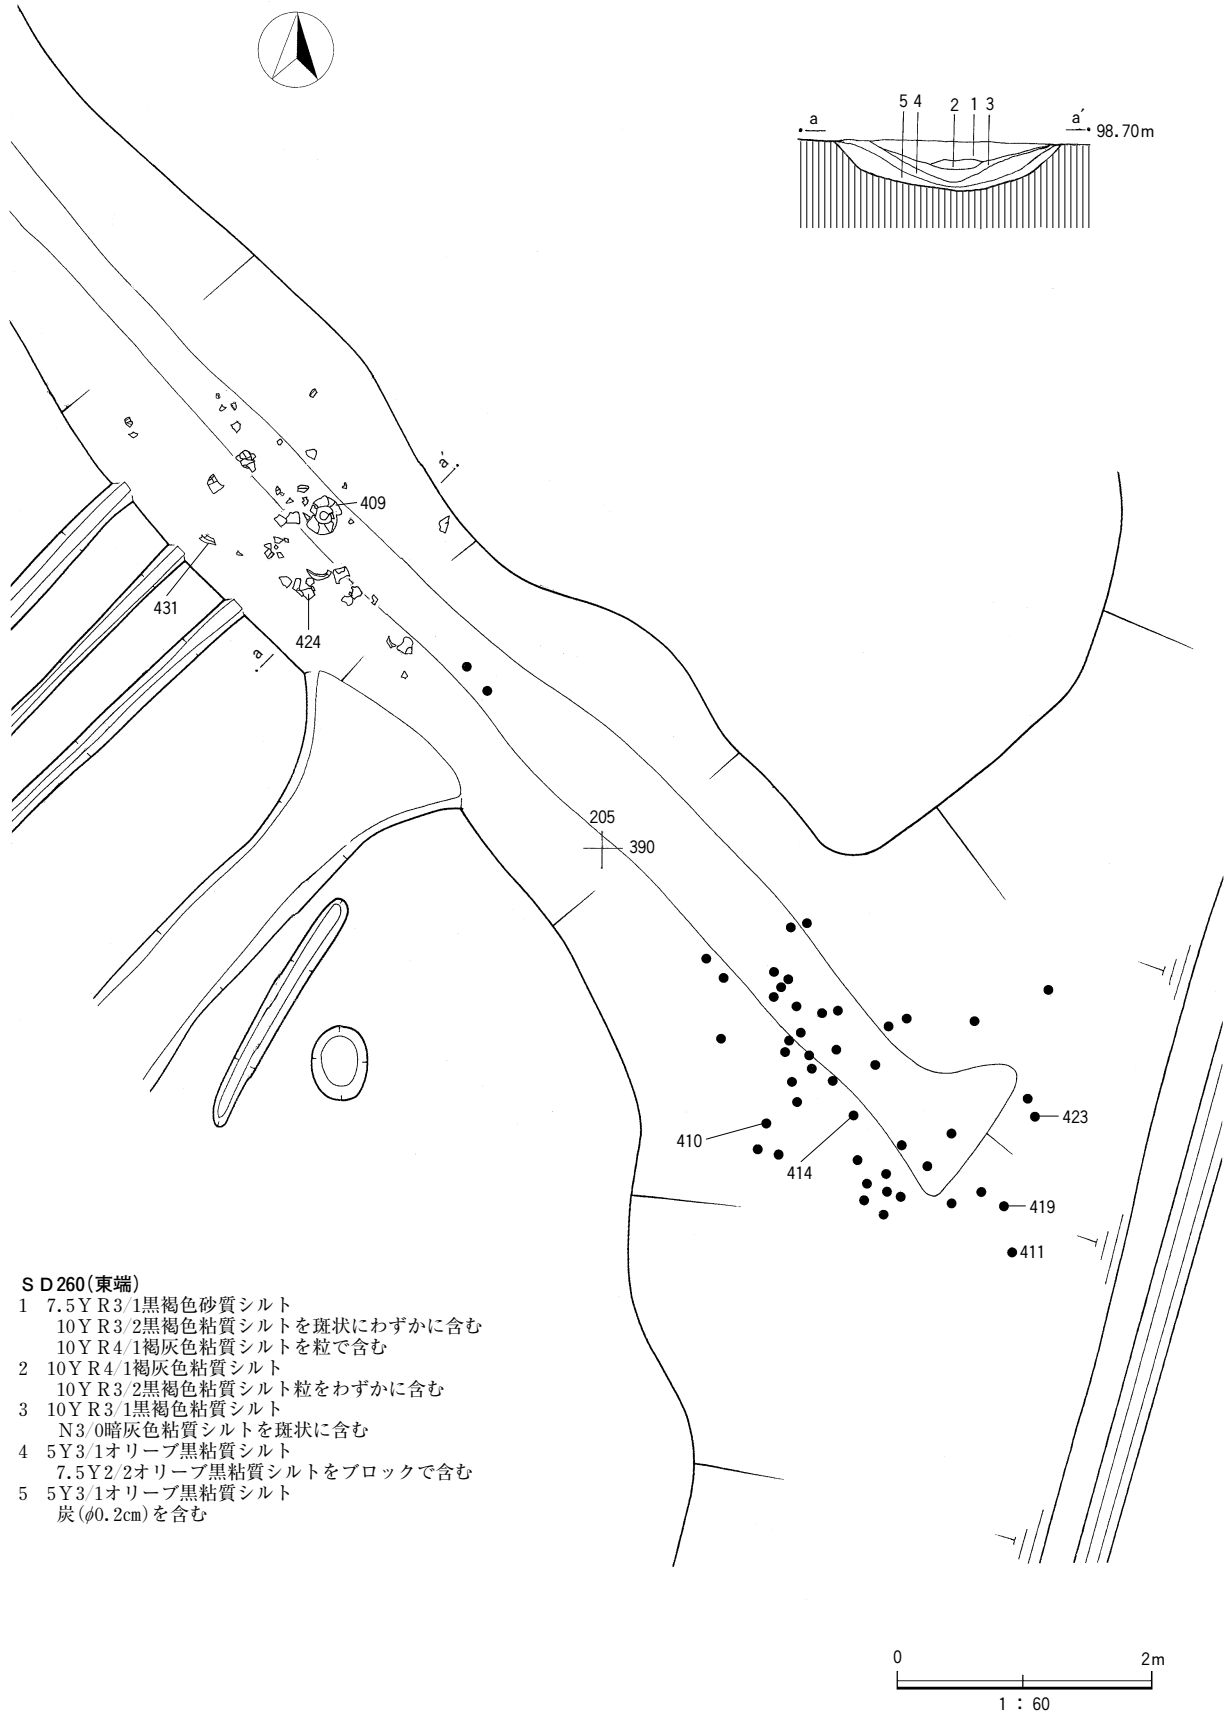 5 4 2 1 3
a a′ 98.70m
a′
409
431
424
a
205
390
423
410
414
419
411
SD260(東端)
1 7.5YR3/1黒褐色砂質シルト
10YR3/2黒褐色粘質シルトを斑状にわずかに含む
10YR4/1褐灰色粘質シルトを粒で含む
2 10YR4/1褐灰色粘質シルト
10YR3/2黒褐色粘質シルト粒をわずかに含む
3 10YR3/1黒褐色粘質シルト
N3/0暗灰色粘質シルトを斑状に含む
4 5Y3/1オリーブ黒粘質シルト
7.5Y2/2オリーブ黒粘質シルトをブロックで含む
5 5Y3/1オリーブ黒粘質シルト
炭(φ0.2cm)を含む
0 2m
1 : 60